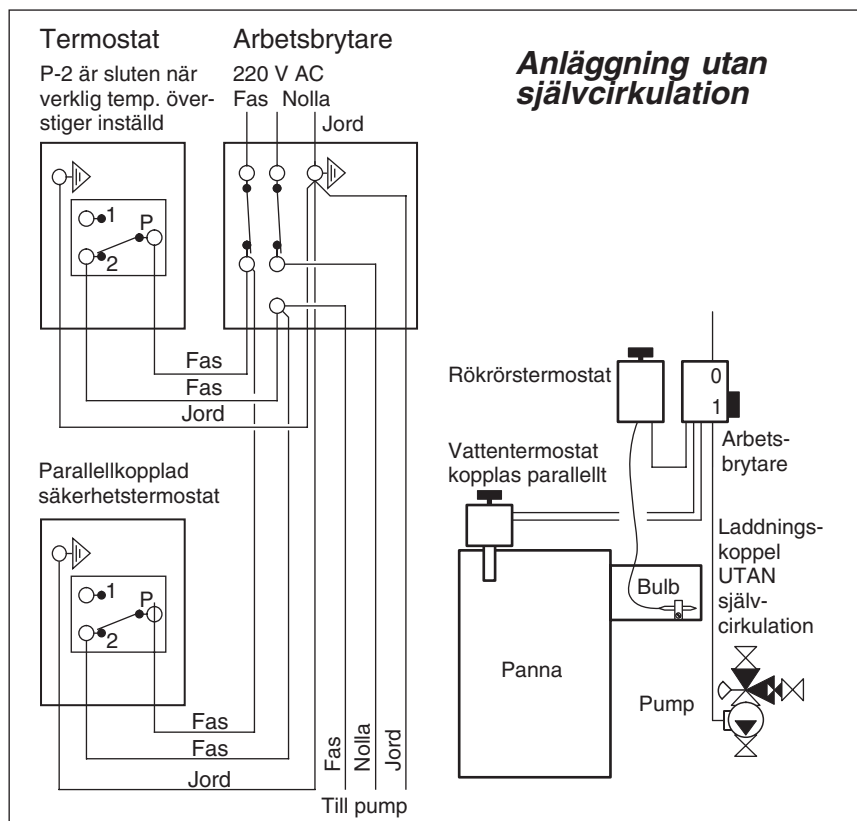 Termostat
P-2 är sluten när
verklig temp. över-
stiger inställd
Arbetsbrytare
220 V AC
Fas Nolla
Jord
Anläggning utan
självcirkulation
1
P
2
Fas
Fas
Jord
Parallellkopplad
säkerhetstermostat
1
P
2
Fas
Fas
Jord
Fas
Nolla
Jord
Till pump
Rökrörstermostat
0
1
Arbets-
brytare
Vattentermostat
kopplas parallellt
Laddnings-
koppel
UTAN
själv-
cirkulation
Bulb
Panna
Pump